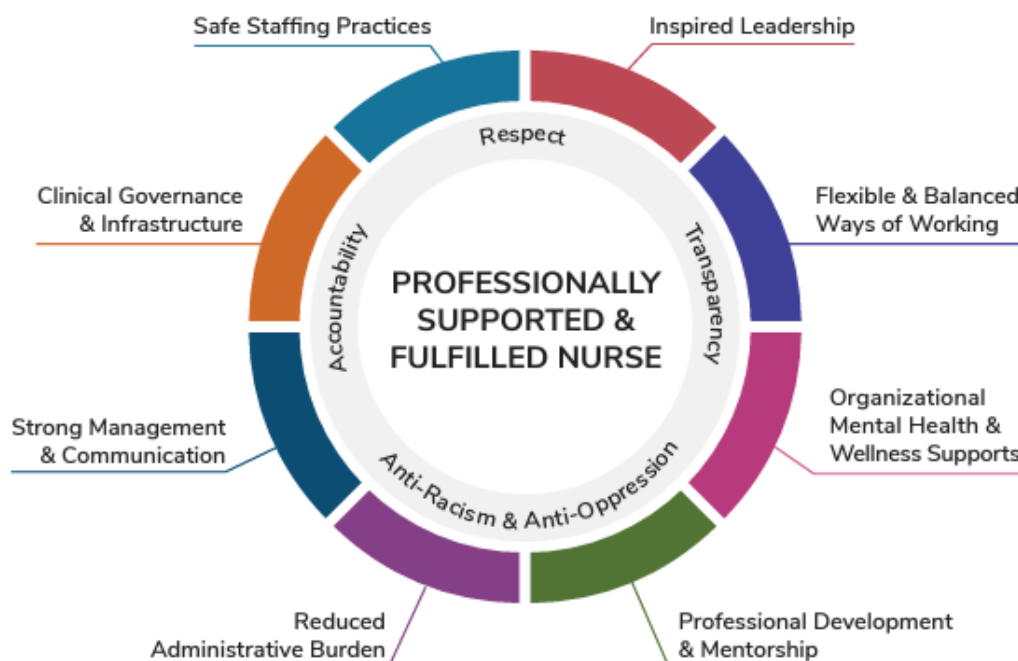 Safe Staffing Practices
Inspired Leadership
Clinical Governance
& Infrastructure
Flexible & Balanced
Ways of Working
Respect
Accountability
Transparency
Anti-Racism & Anti-Oppression
PROFESSIONALLY
SUPPORTED &
FULFILLED NURSE
Strong Management
& Communication
Organizational
Mental Health &
Wellness Supports
Reduced
Administrative Burden
Professional Development
& Mentorship